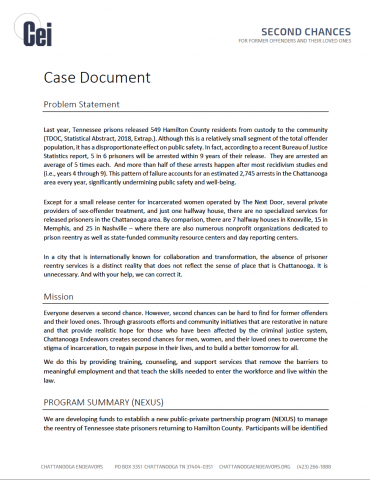 Cei
SECOND CHANCES
FOR FORMER OFFENDERS AND THEIR LOVED ONES
Case Document
Problem Statement
Last year, Tennessee prisons released 549 Hamilton County residents from custody to the community
(TDOC, Statistical Abstract, 2018, Extrap.). Although this is a relatively small segment of the total offender
population, it has a disproportionate effect on public safety. In fact, according to a recent Bureau of Justice
Statistics report, 5 in 6 prisoners will be arrested within 9 years of their release. They are arrested an
average of 5 times each. And more than half of these arrests happen after most recidivism studies end
(i.e., years 4 through 9). This pattern of failure accounts for an estimated 2,745 arrests in the Chattanooga
area every year, significantly undermining public safety and well-being.
Except for a small release center for incarcerated women operated by The Next Door, several private
providers of sex-offender treatment, and just one halfway house, there are no specialized services for
released prisoners in the Chattanooga area. By comparison, there are 7 halfway houses in Knoxville, 15 in
Memphis, and 25 in Nashville – where there are also numerous nonprofit organizations dedicated to
prison reentry as well as state-funded community resource centers and day reporting centers.
In a city that is internationally known for collaboration and transformation, the absence of prisoner
reentry services is a distinct reality that does not reflect the sense of place that is Chattanooga. It is
unnecessary. And with your help, we can correct it.
Mission
Everyone deserves a second chance. However, second chances can be hard to find for former offenders
and their loved ones. Through grassroots efforts and community initiatives that are restorative in nature
and that provide realistic hope for those who have been affected by the criminal justice system,
Chattanooga Endeavors creates second chances for men, women, and their loved ones to overcome the
stigma of incarceration, to regain purpose in their lives, and to build a better tomorrow for all.
We do this by providing training, counseling, and support services that remove the barriers to
meaningful employment and that teach the skills needed to enter the workforce and live within the
law.
PROGRAM SUMMARY (NEXUS)
We are developing funds to establish a new public-private partnership program (NEXUS) to manage
the reentry of Tennessee state prisoners returning to Hamilton County. Participants will be identified
CHATTANOOGA ENDEAVORS PO BOX 3351 CHATTANOOGA TN 37404-0351 CHATTANOOGAENDEAVORS.ORG (423) 266-1888